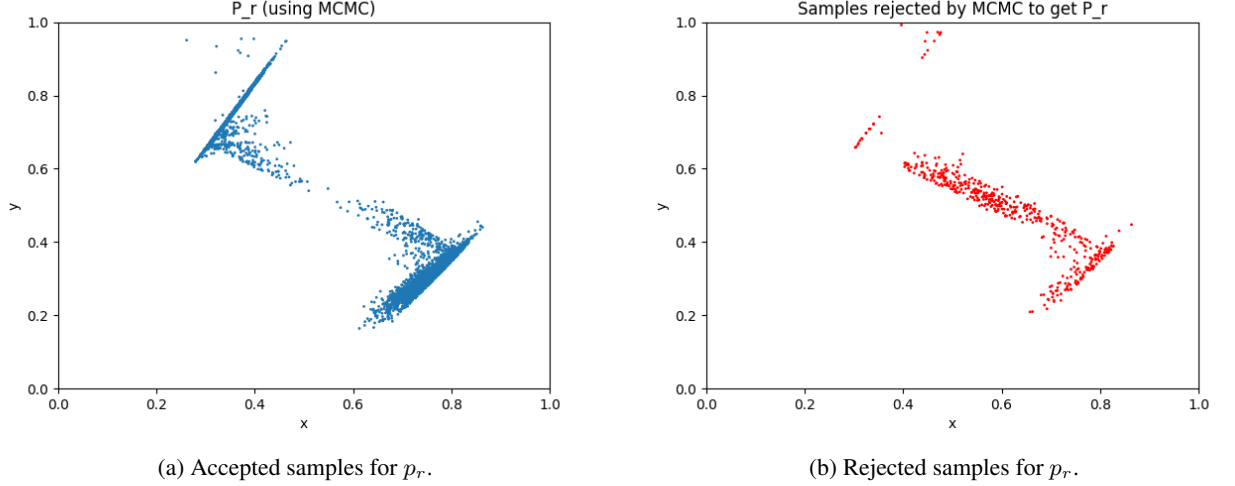 P_r (using MCMC)
1.0
0.8
0.6
0.4
0.2
0.0
y
0.0 0.2 0.4 0.6 0.8 1.0
x
(a) Accepted samples for p_r.
Samples rejected by MCMC to get P_r
1.0
0.8
0.6
0.4
0.2
0.0
y
0.0 0.2 0.4 0.6 0.8 1.0
x
(b) Rejected samples for p_r.